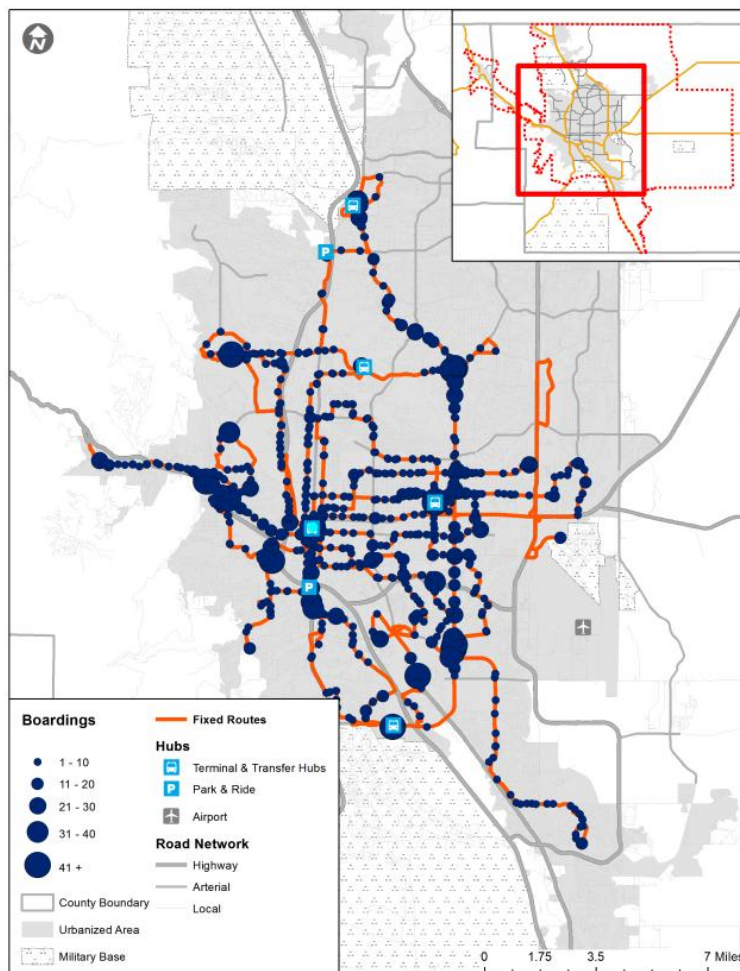 N
P
P
Boardings
1 - 10
11 - 20
21 - 30
31 - 40
41 +
County Boundary
Urbanized Area
Military Base
Fixed Routes
Hubs
Terminal & Transfer Hubs
P
Park & Ride
Airport
Road Network
Highway
Arterial
Local
0 1.75 3.5 7 Miles